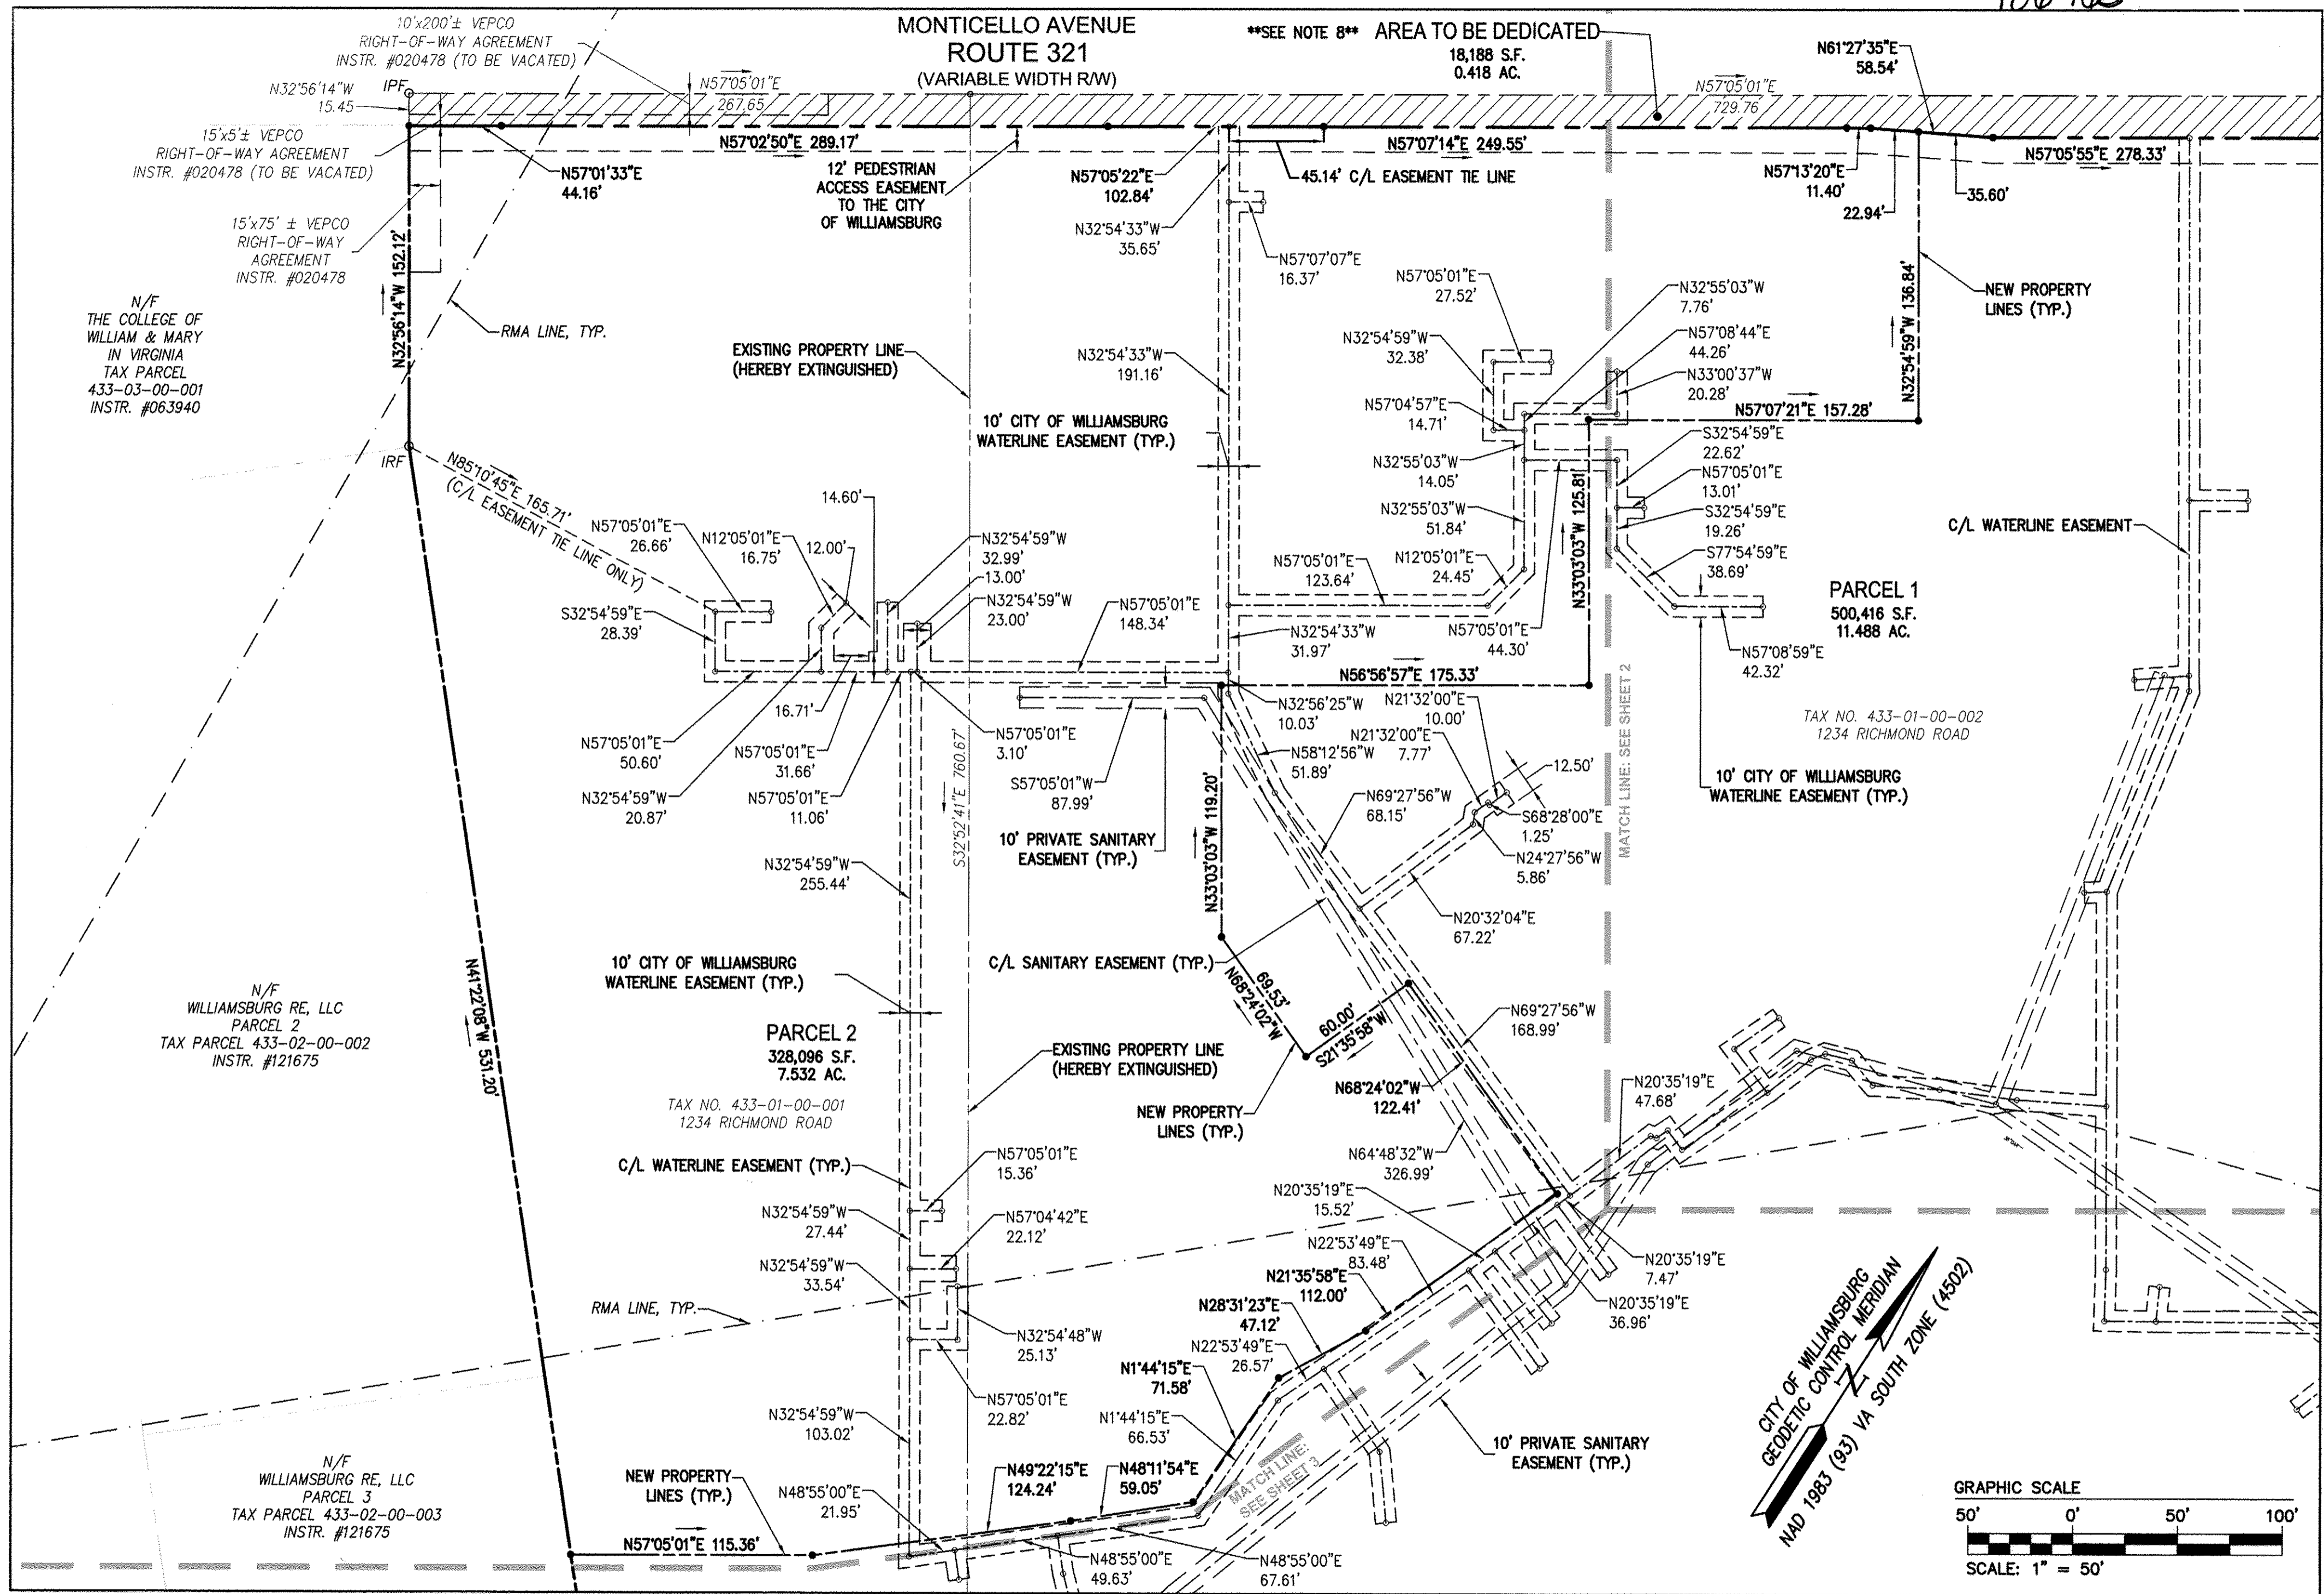 10'x200'± VEPCO
RIGHT-OF-WAY AGREEMENT
INSTR. #020478 (TO BE VACATED)
MONTICELLO AVENUE
ROUTE 321
(VARIABLE WIDTH R/W)
**SEE NOTE 8** AREA TO BE DEDICATED
18,188 S.F.
0.418 AC.
N61°27'35"E
58.54'
N32°56'14"W
15.45
IPF
N57°05'01"E
267.65
N57°05'01"E
729.76
15'x5'± VEPCO
RIGHT-OF-WAY AGREEMENT
INSTR. #020478 (TO BE VACATED)
N57°01'33"E
44.16'
N57°02'50"E 289.17'
12' PEDESTRIAN
ACCESS EASEMENT
TO THE CITY
OF WILLIAMSBURG
N57°05'22"E
102.84'
45.14' C/L EASEMENT TIE LINE
N57°07'14"E 249.55'
N57°13'20"E
11.40'
22.94'
35.60'
N57°05'55"E 278.33'
15'x75' ± VEPCO
RIGHT-OF-WAY
AGREEMENT
INSTR. #020478
N32°56'14"W 152.12'
N32°54'33"W
35.65'
N57°07'07"E
16.37'
N/F
THE COLLEGE OF
WILLIAM & MARY
IN VIRGINIA
TAX PARCEL
433-03-00-001
INSTR. #063940
RMA LINE, TYP.
EXISTING PROPERTY LINE
(HEREBY EXTINGUISHED)
N32°54'33"W
191.16'
10' CITY OF WILLIAMSBURG
WATERLINE EASEMENT (TYP.)
N57°05'01"E
27.52'
N32°54'59"W
32.38'
N57°04'57"E
14.71'
N32°55'03"W
14.05'
N32°55'03"W
51.84'
N32°55'03"W
7.76'
N57°08'44"E
44.26'
N33°00'37"W
20.28'
N57°07'21"E 157.28'
N32°54'59"W 136.84'
NEW PROPERTY
LINES (TYP.)
S32°54'59"E
22.62'
N57°05'01"E
13.01'
S32°54'59"E
19.26'
S77°54'59"E
38.69'
C/L WATERLINE EASEMENT
IRF
N85°10'45"E 165.71'
(C/L EASEMENT TIE LINE ONLY)
14.60'
N57°05'01"E
26.66'
N12°05'01"E
16.75'
12.00'
N32°54'59"W
32.99'
13.00'
N32°54'59"W
23.00'
N57°05'01"E
148.34'
N57°05'01"E
123.64'
N12°05'01"E
24.45'
N33°03'03"W 125.81'
PARCEL 1
500,416 S.F.
11.488 AC.
S32°54'59"E
28.39'
N32°54'33"W
31.97'
N57°05'01"E
44.30'
N57°08'59"E
42.32'
N56°56'57"E 175.33'
MATCH LINE: SEE SHEET 2
TAX NO. 433-01-00-002
1234 RICHMOND ROAD
10' CITY OF WILLIAMSBURG
WATERLINE EASEMENT (TYP.)
16.71'
N57°05'01"E
50.60'
N57°05'01"E
31.66'
N57°05'01"E
3.10'
N32°54'59"W
20.87'
N57°05'01"E
11.06'
S32°52'41"E 760.67'
S57°05'01"W
87.99'
10' PRIVATE SANITARY
EASEMENT (TYP.)
N32°56'25"W
10.03'
N21°32'00"E
10.00'
N21°32'00"E
7.77'
N58°12'56"W
51.89'
12.50'
N69°27'56"W
68.15'
S68°28'00"E
1.25'
N24°27'56"W
5.86'
N20°32'04"E
67.22'
N33°03'03"W 119.20'
N32°54'59"W
255.44'
N41°22'08"W 531.20'
10' CITY OF WILLIAMSBURG
WATERLINE EASEMENT (TYP.)
C/L SANITARY EASEMENT (TYP.)
69.53'
N68°24'02"W
60.00'
S21°35'58"W
N69°27'56"W
168.99'
N/F
WILLIAMSBURG RE, LLC
PARCEL 2
TAX PARCEL 433-02-00-002
INSTR. #121675
PARCEL 2
328,096 S.F.
7.532 AC.
TAX NO. 433-01-00-001
1234 RICHMOND ROAD
EXISTING PROPERTY LINE
(HEREBY EXTINGUISHED)
NEW PROPERTY
LINES (TYP.)
N68°24'02"W
122.41'
N64°48'32"W
326.99'
N20°35'19"E
47.68'
C/L WATERLINE EASEMENT (TYP.)
N57°05'01"E
15.36'
N20°35'19"E
15.52'
N32°54'59"W
27.44'
N57°04'42"E
22.12'
N22°53'49"E
83.48'
N32°54'59"W
33.54'
N21°35'58"E
112.00'
N20°35'19"E
7.47'
N20°35'19"E
36.96'
RMA LINE, TYP.
N28°31'23"E
47.12'
N32°54'48"W
25.13'
N22°53'49"E
26.57'
N1°44'15"E
71.58'
N57°05'01"E
22.82'
N1°44'15"E
66.53'
N32°54'59"W
103.02'
CITY OF WILLIAMSBURG
GEODETIC CONTROL MERIDIAN
N
NAD 1983 (93) VA SOUTH ZONE (4502)
N/F
WILLIAMSBURG RE, LLC
PARCEL 3
TAX PARCEL 433-02-00-003
INSTR. #121675
NEW PROPERTY
LINES (TYP.)
N48°55'00"E
21.95'
N49°22'15"E
124.24'
N48°11'54"E
59.05'
MATCH LINE:
SEE SHEET 3
10' PRIVATE SANITARY
EASEMENT (TYP.)
N57°05'01"E 115.36'
N48°55'00"E
49.63'
N48°55'00"E
67.61'
GRAPHIC SCALE
50' 0' 50' 100'
SCALE: 1" = 50'